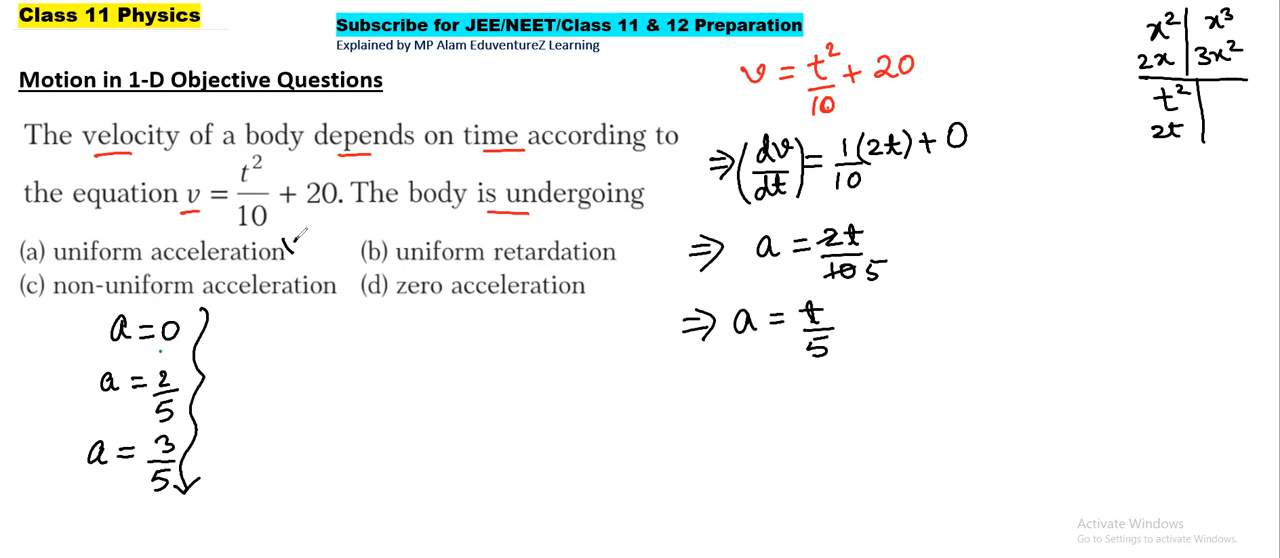 Class 11 Physics
Subscribe for JEE/NEET/Class 11 & 12 Preparation
Explained by MP Alam EduventureZ Learning
Motion in 1-D Objective Questions
The velocity of a body depends on time according to
the equation v = t²/10 + 20. The body is undergoing
(a) uniform acceleration (b) uniform retardation
(c) non-uniform acceleration (d) zero acceleration
a = 0
a = 2/5
a = 3/5
v = t²/10 + 20
⇒ (dv/dt) = 1/10 (2t) + 0
⇒ a = 2t/10 5
⇒ a = t/5
x² | x³
2x | 3x²
t² |
2t |
Activate Windows
Go to Settings to activate Windows.